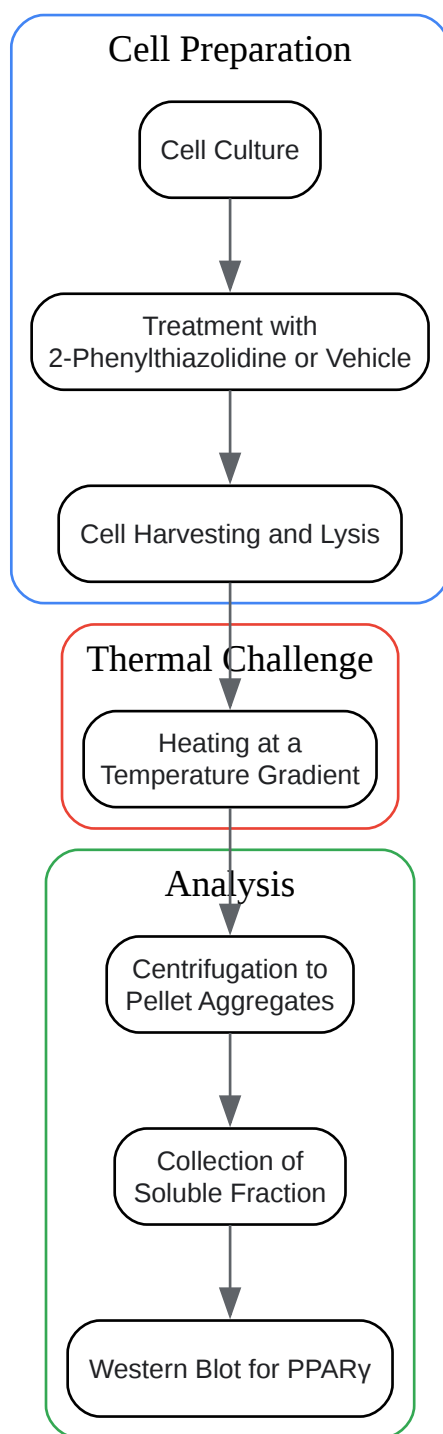 Cell Preparation
Cell Culture
Treatment with
2-Phenylthiazolidine or Vehicle
Cell Harvesting and Lysis
Thermal Challenge
Heating at a
Temperature Gradient
Analysis
Centrifugation to
Pellet Aggregates
Collection of
Soluble Fraction
Western Blot for PPARγ